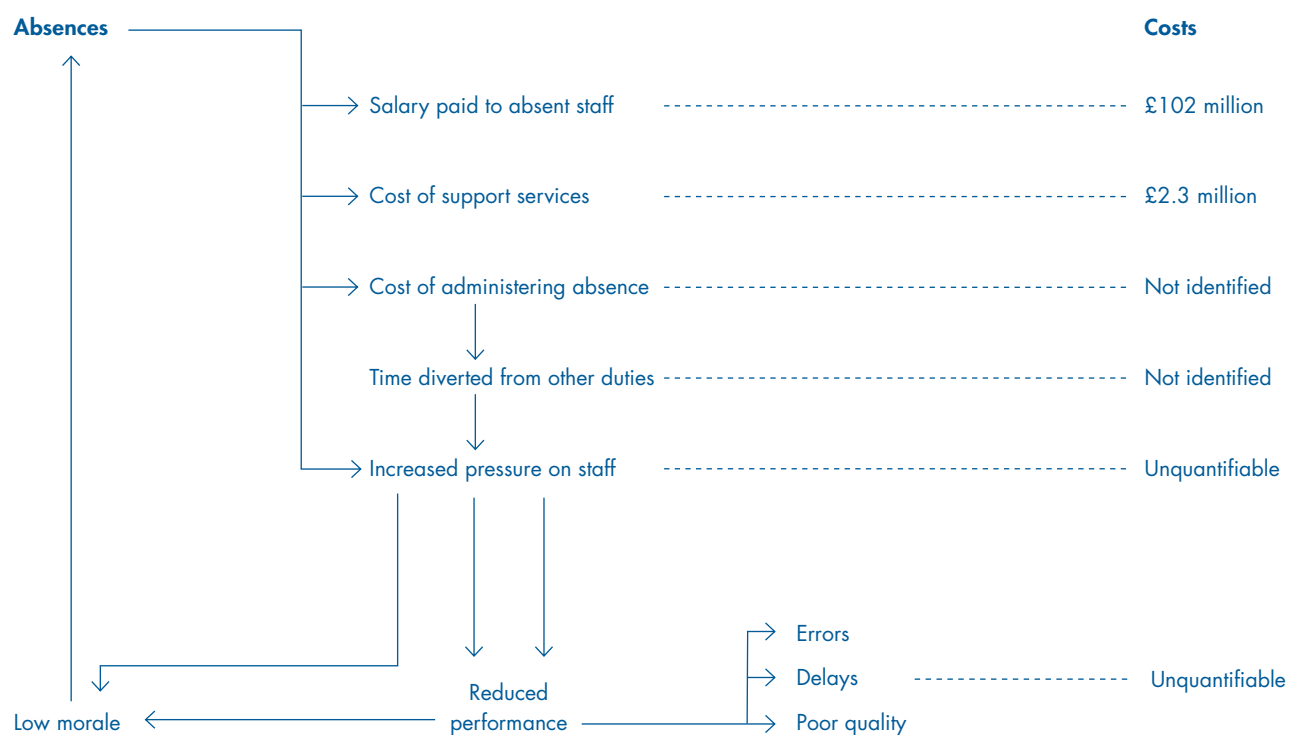 Absences Costs
Salary paid to absent staff £102 million
Cost of support services £2.3 million
Cost of administering absence Not identified
Time diverted from other duties Not identified
Increased pressure on staff Unquantifiable
Errors
Delays Unquantifiable
Reduced
Low morale performance Poor quality